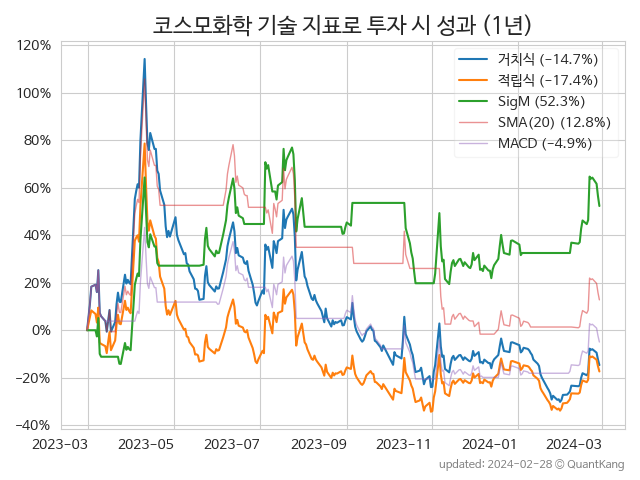 코스모화학 기술 지표로 투자 시 성과 (1년)
120%
100%
80%
60%
40%
20%
0%
−20%
−40%
거치식 (−14.7%)
적립식 (−17.4%)
SigM (52.3%)
SMA(20) (12.8%)
MACD (−4.9%)
2023−03 2023−05 2023−07 2023−09 2023−11 2024−01 2024−03
updated: 2024-02-28 ⓒ QuantKang